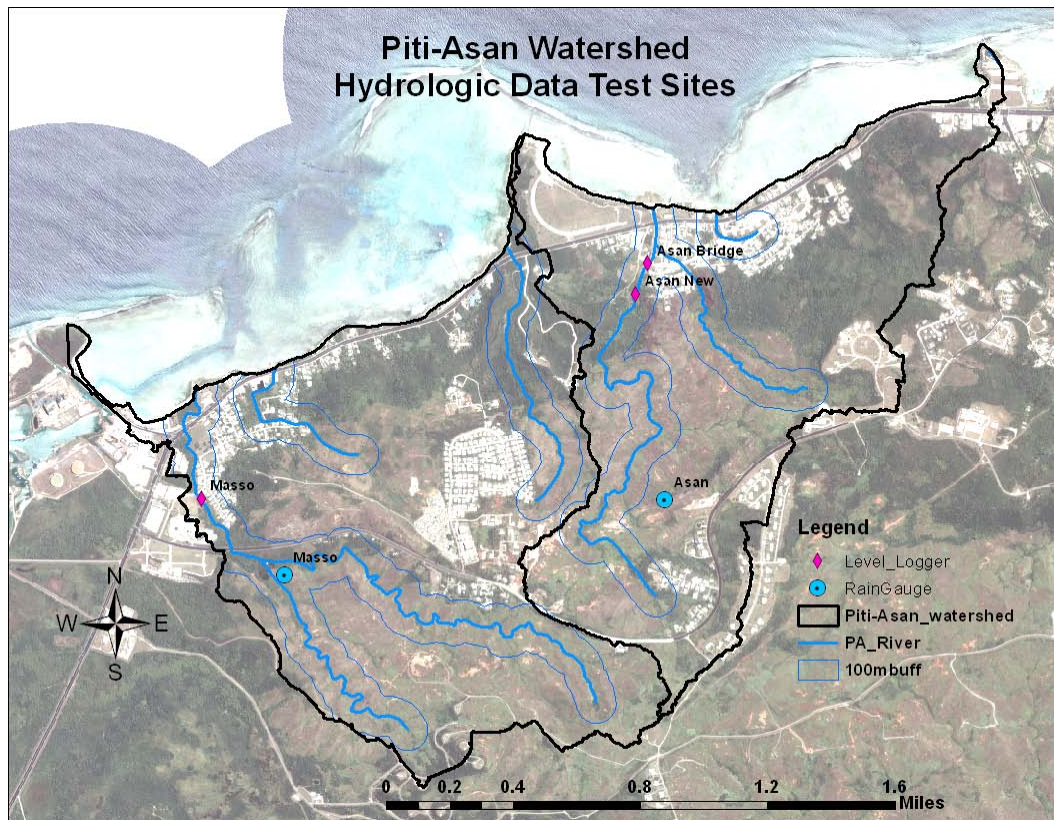 Piti-Asan Watershed
Hydrologic Data Test Sites
Asan Bridge
Asan New
Masso
Asan
Masso
Legend
Level_Logger
RainGauge
Piti-Asan_watershed
PA_River
100mbuff
N
W E
S
0 0.2 0.4 0.8 1.2 1.6
Miles